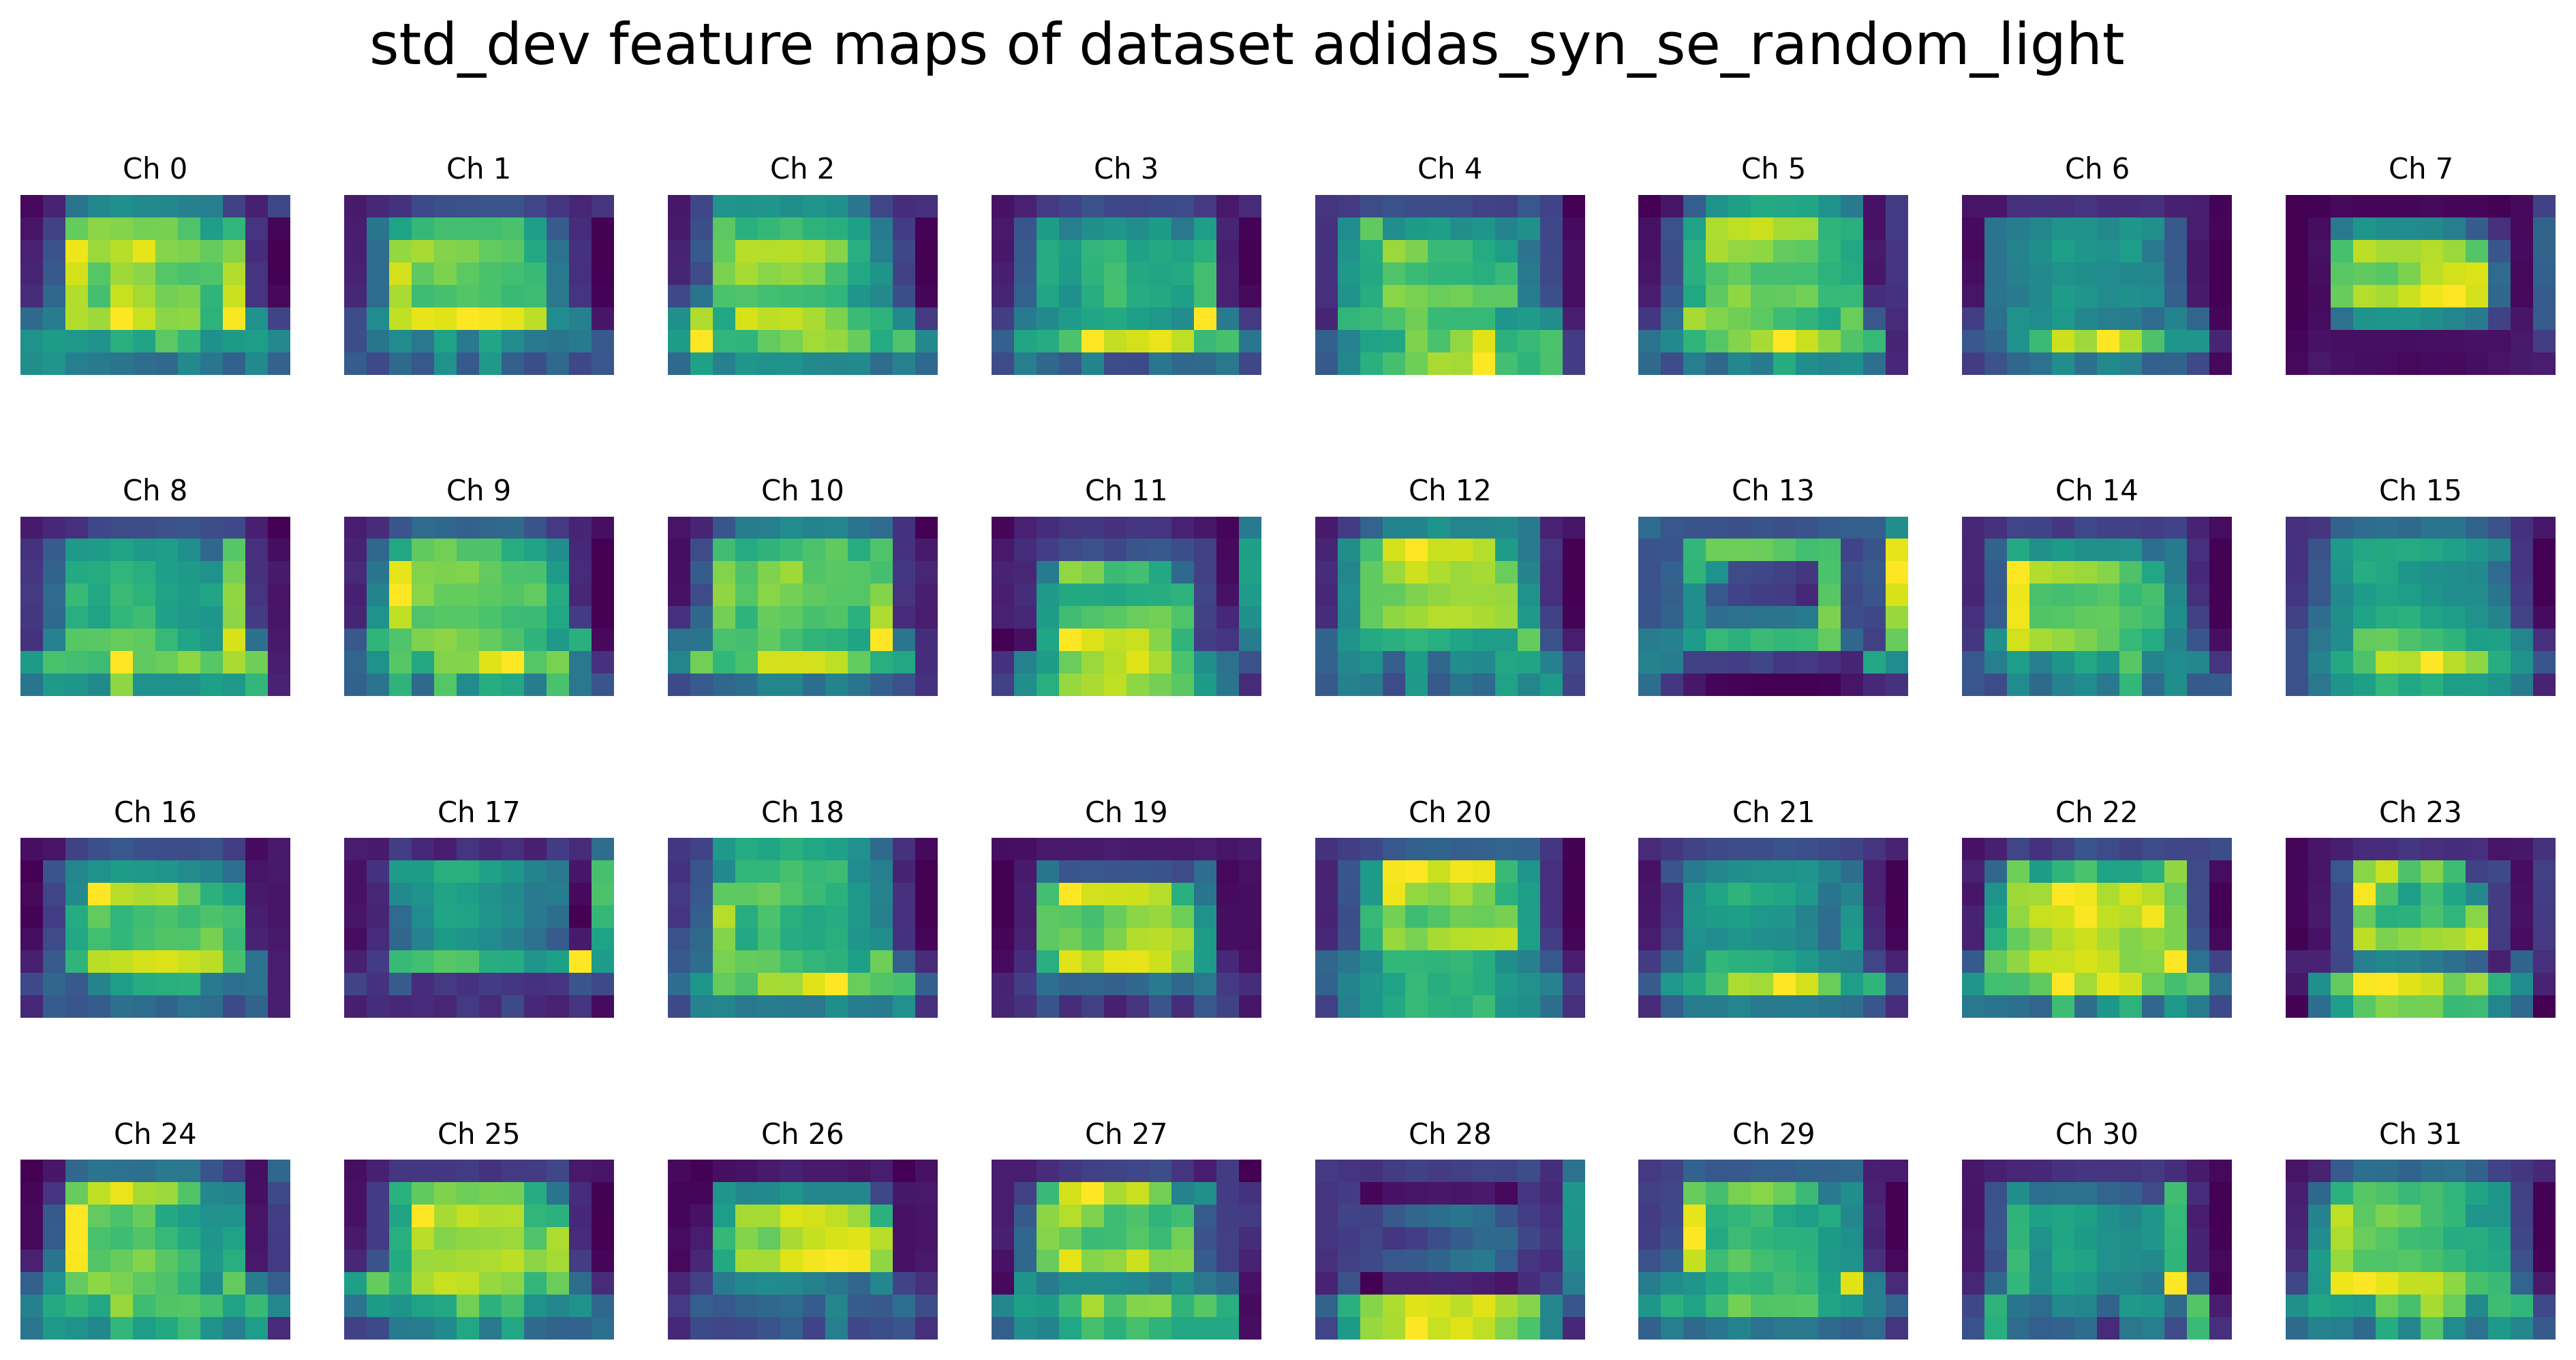 std_dev feature maps of dataset adidas_syn_se_random_light
Ch 0 Ch 1 Ch 2 Ch 3 Ch 4 Ch 5 Ch 6 Ch 7
Ch 8 Ch 9 Ch 10 Ch 11 Ch 12 Ch 13 Ch 14 Ch 15
Ch 16 Ch 17 Ch 18 Ch 19 Ch 20 Ch 21 Ch 22 Ch 23
Ch 24 Ch 25 Ch 26 Ch 27 Ch 28 Ch 29 Ch 30 Ch 31